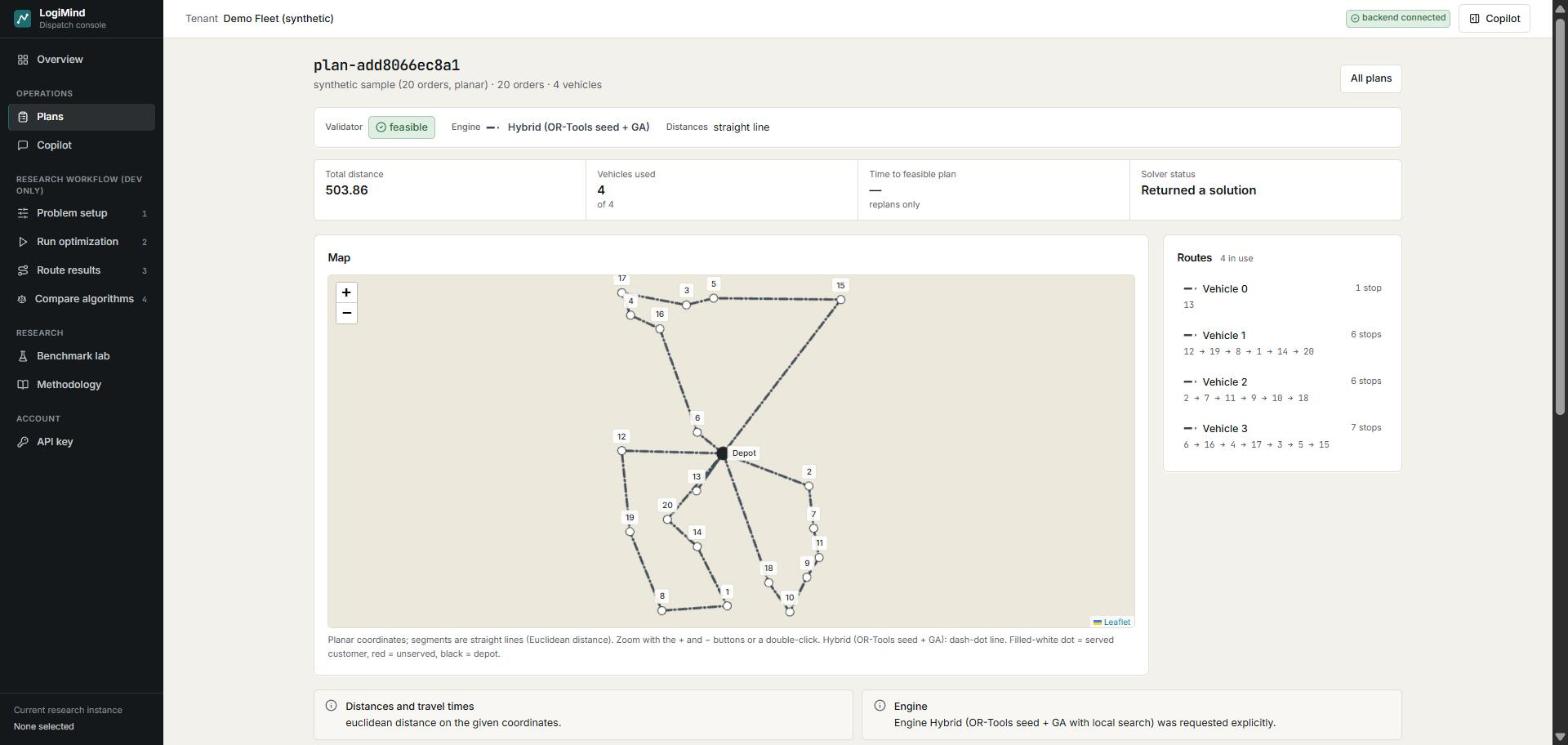 LogiMind
Dispatch console
Overview
OPERATIONS
Plans
Copilot
RESEARCH WORKFLOW (DEV
ONLY)
Problem setup 1
Run optimization 2
Route results 3
Compare algorithms 4
RESEARCH
Benchmark lab
Methodology
ACCOUNT
API key
Current research instance
None selected
Tenant Demo Fleet (synthetic)
backend connected
Copilot
plan-add8066ec8a1
synthetic sample (20 orders, planar) · 20 orders · 4 vehicles
All plans
Validator feasible Engine Hybrid (OR-Tools seed + GA) Distances straight line
Total distance
503.86
Vehicles used
4
of 4
Time to feasible plan
—
replans only
Solver status
Returned a solution
Map
+
−
17
4
3
5
15
16
6
12
Depot
13
2
20
19
7
14
11
18
9
8
1
10
Leaflet
Planar coordinates; segments are straight lines (Euclidean distance). Zoom with the + and − buttons or a double-click. Hybrid (OR-Tools seed + GA): dash-dot line. Filled-white dot = served
customer, red = unserved, black = depot.
Routes 4 in use
Vehicle 0 1 stop
13
Vehicle 1 6 stops
12 → 19 → 8 → 1 → 14 → 20
Vehicle 2 6 stops
2 → 7 → 11 → 9 → 10 → 18
Vehicle 3 7 stops
6 → 16 → 4 → 17 → 3 → 5 → 15
Distances and travel times
euclidean distance on the given coordinates.
Engine
Engine Hybrid (OR-Tools seed + GA with local search) was requested explicitly.